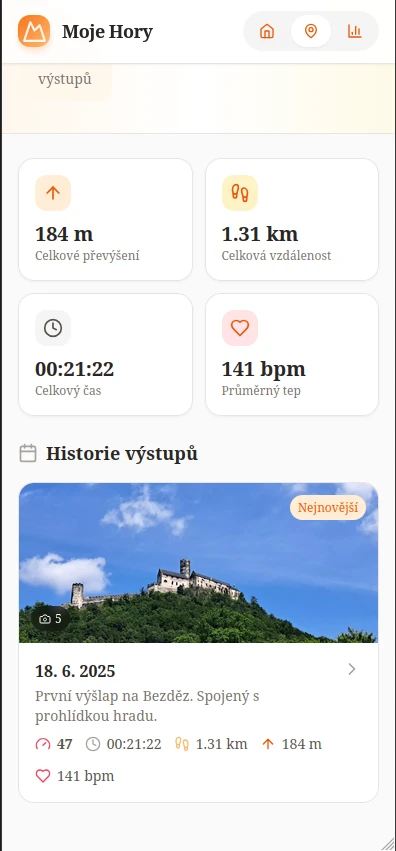 Moje Hory
výstupů
184 m
Celkové převýšení
1.31 km
Celková vzdálenost
00:21:22
Celkový čas
141 bpm
Průměrný tep
Historie výstupů
Nejnovější
5
18. 6. 2025
První výšlap na Bezděz. Spojený s
prohlídkou hradu.
47 00:21:22 1.31 km 184 m
141 bpm